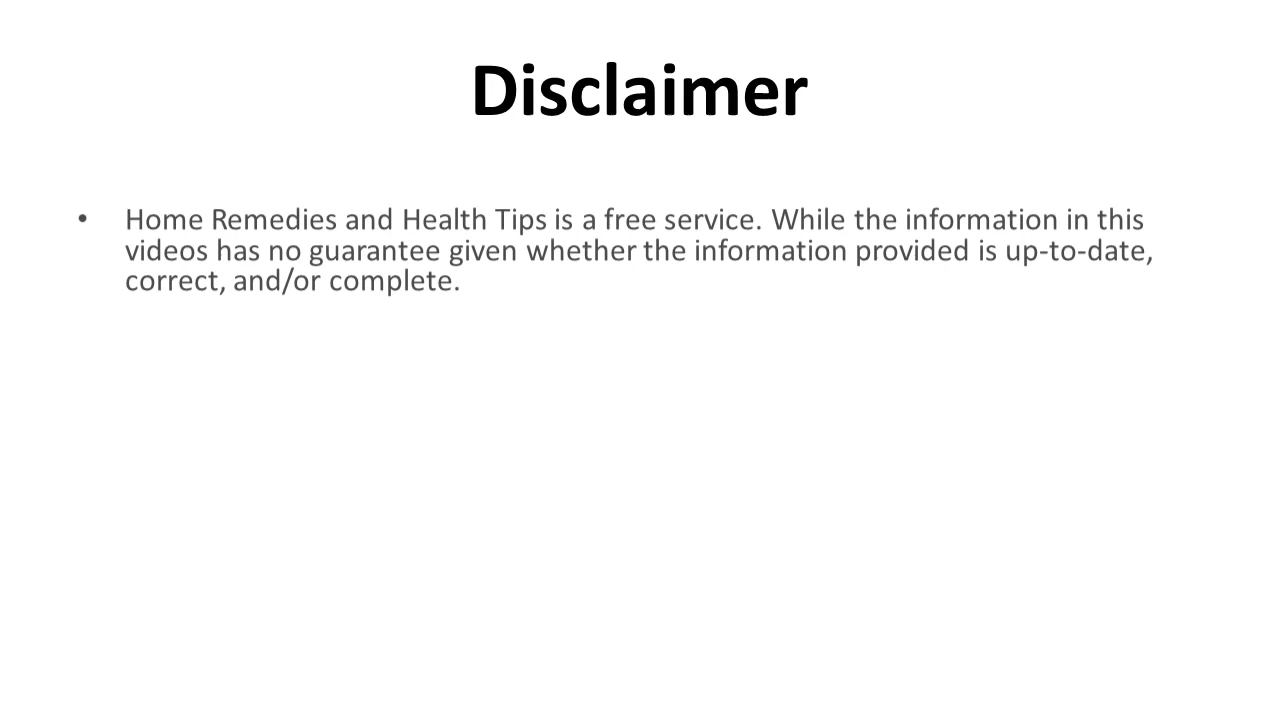 Disclaimer
• Home Remedies and Health Tips is a free service. While the information in this
videos has no guarantee given whether the information provided is up-to-date,
correct, and/or complete.